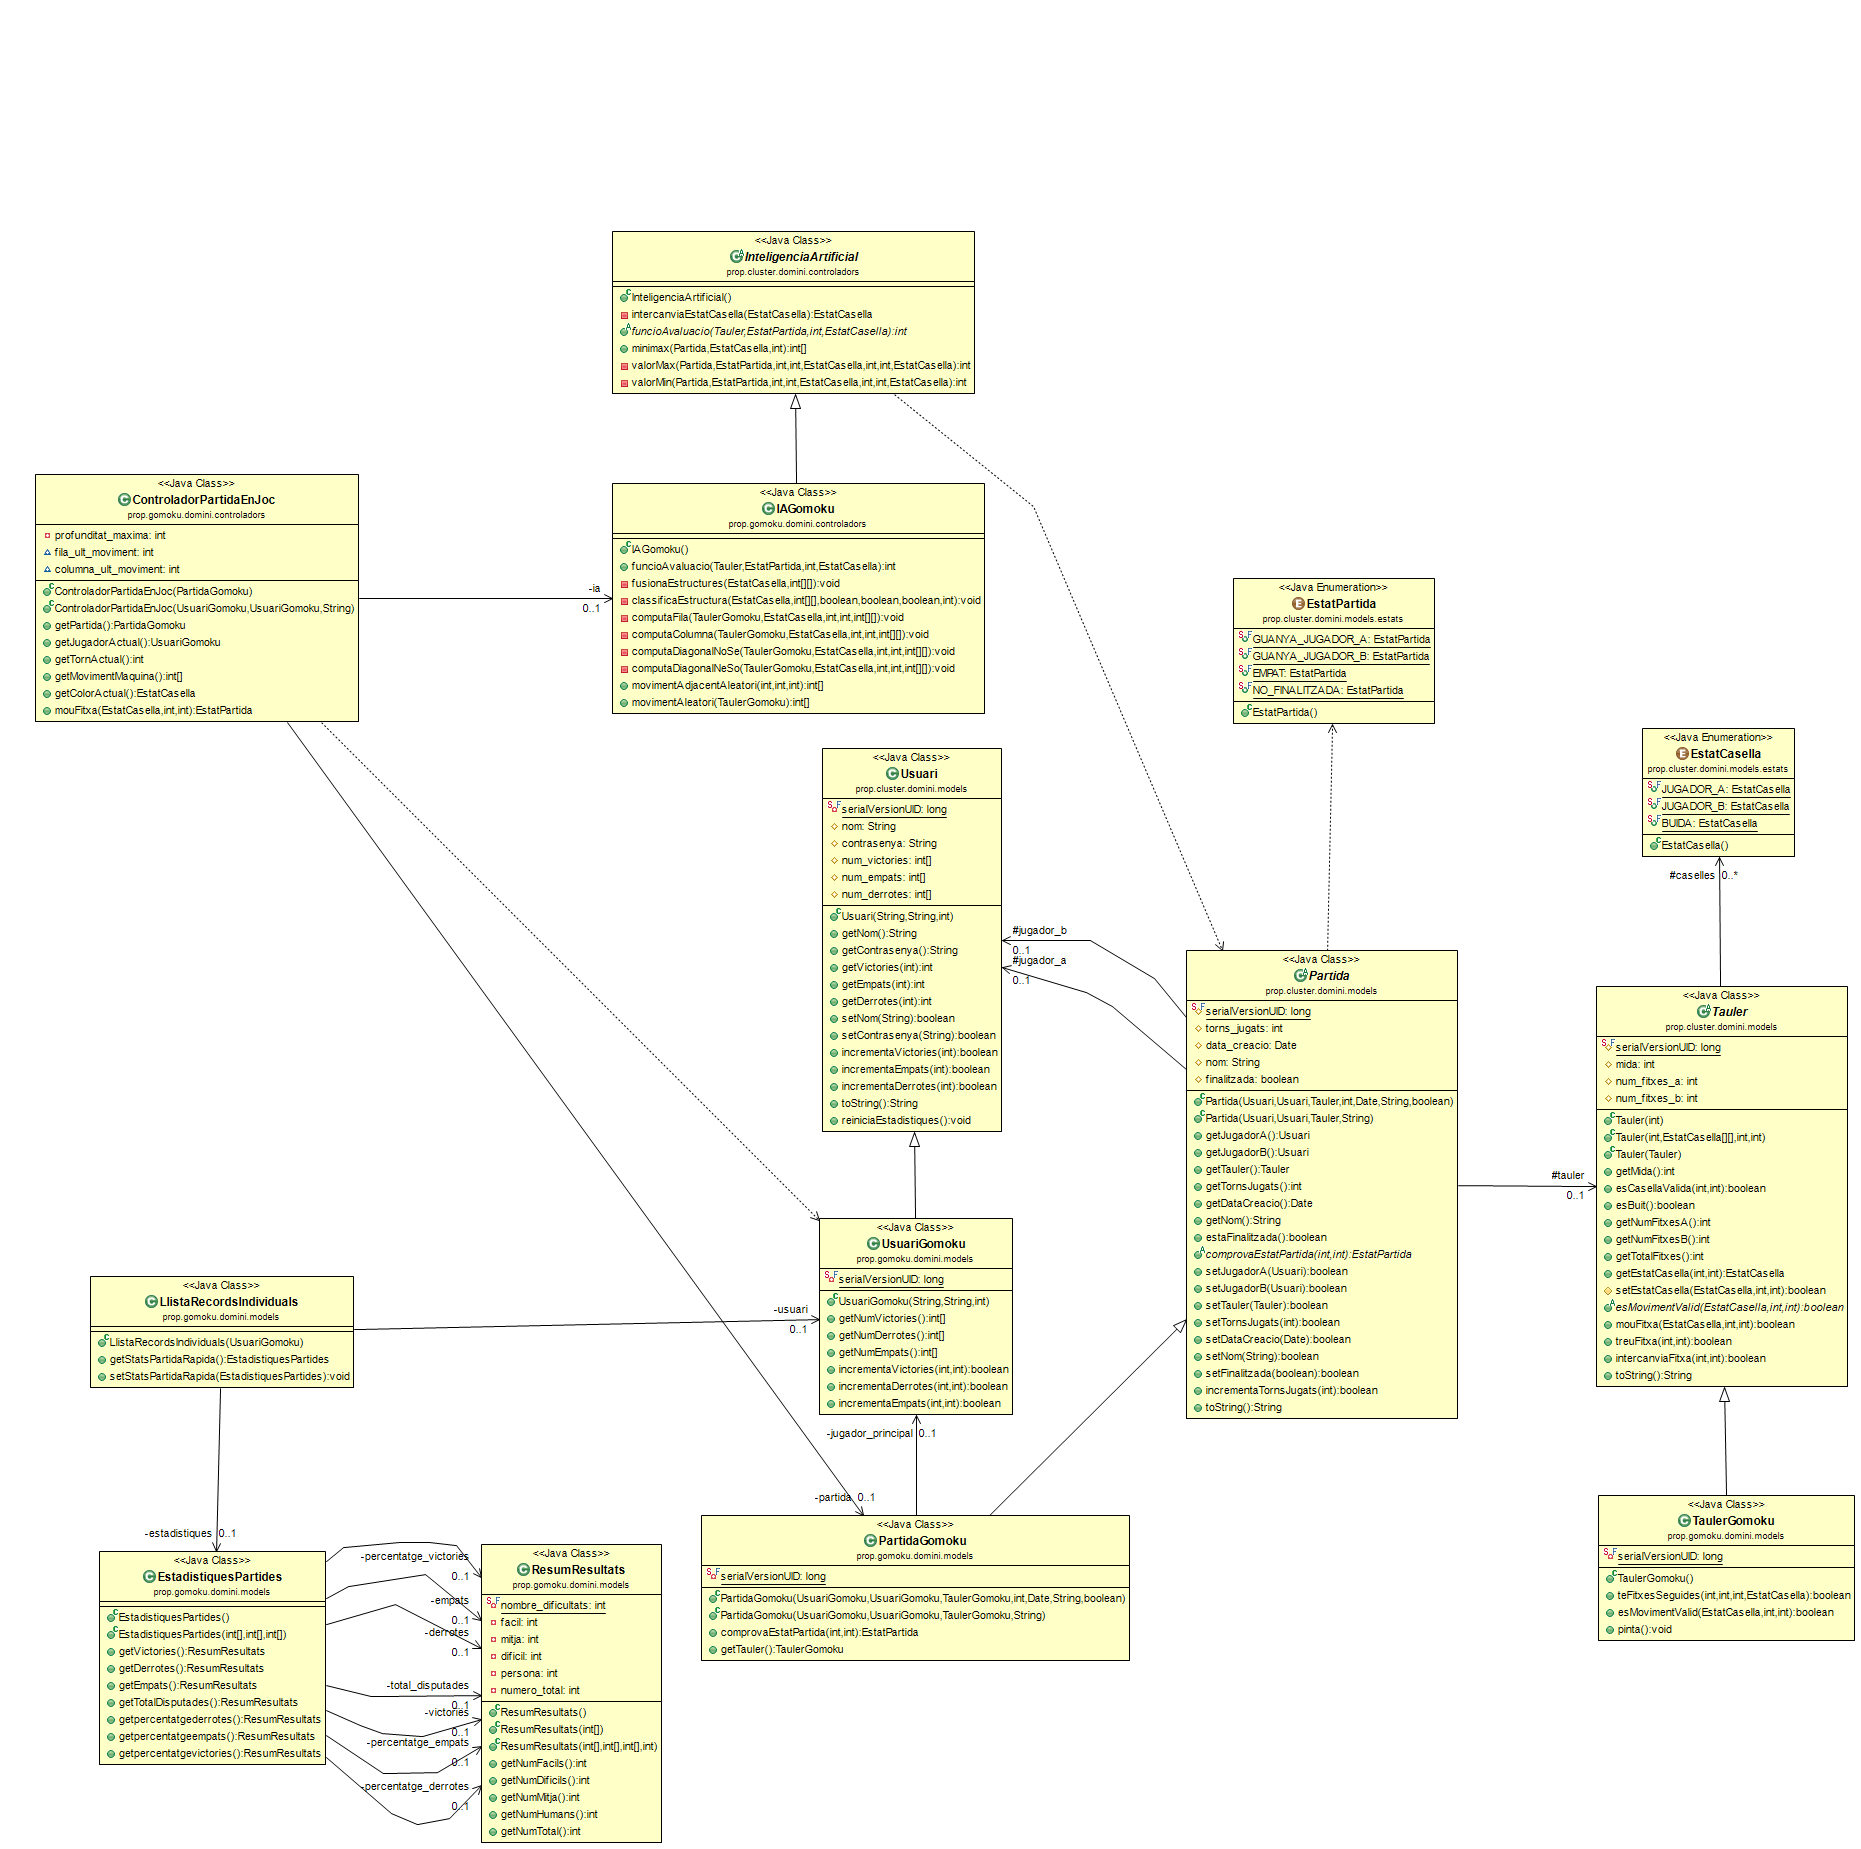 <<Java Class>>
InteligenciaArtificial
prop.cluster.domini.controladors
InteligenciaArtificial()
intercanviaEstatCasella(EstatCasella):EstatCasella
funcioAvaluacio(Tauler,EstatPartida,int,EstatCasella):int
minimax(Partida,EstatCasella,int):int[]
valorMax(Partida,EstatPartida,int,int,EstatCasella,int,int,EstatCasella):int
valorMin(Partida,EstatPartida,int,int,EstatCasella,int,int,EstatCasella):int
<<Java Class>>
ControladorPartidaEnJoc
prop.gomoku.domini.controladors
profunditat_maxima: int
fila_ult_moviment: int
columna_ult_moviment: int
ControladorPartidaEnJoc(PartidaGomoku)
ControladorPartidaEnJoc(UsuariGomoku,UsuariGomoku,String)
getPartida():PartidaGomoku
getJugadorActual():UsuariGomoku
getTornActual():int
getMovimentMaquina():int[]
getColorActual():EstatCasella
mouFitxa(EstatCasella,int,int):EstatPartida
-ia
0..1
<<Java Class>>
IAGomoku
prop.gomoku.domini.controladors
IAGomoku()
funcioAvaluacio(Tauler,EstatPartida,int,EstatCasella):int
fusionaEstructures(EstatCasella,int[][]):void
classificaEstructura(EstatCasella,int[][],boolean,boolean,boolean,int):void
computaFila(TaulerGomoku,EstatCasella,int,int,int[][]):void
computaColumna(TaulerGomoku,EstatCasella,int,int,int[][]):void
computaDiagonalNoSe(TaulerGomoku,EstatCasella,int,int,int[][]):void
computaDiagonalNeSo(TaulerGomoku,EstatCasella,int,int,int[][]):void
movimentAdjacentAleatori(int,int,int):int[]
movimentAleatori(TaulerGomoku):int[]
<<Java Enumeration>>
EstatPartida
prop.cluster.domini.models.estats
GUANYA_JUGADOR_A: EstatPartida
GUANYA_JUGADOR_B: EstatPartida
EMPAT: EstatPartida
NO_FINALITZADA: EstatPartida
EstatPartida()
<<Java Enumeration>>
EstatCasella
prop.cluster.domini.models.estats
JUGADOR_A: EstatCasella
JUGADOR_B: EstatCasella
BUIDA: EstatCasella
EstatCasella()
#caselles 0..*
<<Java Class>>
Usuari
prop.cluster.domini.models
serialVersionUID: long
nom: String
contrasenya: String
num_victories: int[]
num_empats: int[]
num_derrotes: int[]
Usuari(String,String,int)
getNom():String
getContrasenya():String
getVictories(int):int
getEmpats(int):int
getDerrotes(int):int
setNom(String):boolean
setContrasenya(String):boolean
incrementaVictories(int):boolean
incrementaEmpats(int):boolean
incrementaDerrotes(int):boolean
toString():String
reiniciaEstadistiques():void
#jugador_b
0..1
#jugador_a
0..1
<<Java Class>>
Partida
prop.cluster.domini.models
serialVersionUID: long
torns_jugats: int
data_creacio: Date
nom: String
finalitzada: boolean
Partida(Usuari,Usuari,Tauler,int,Date,String,boolean)
Partida(Usuari,Usuari,Tauler,String)
getJugadorA():Usuari
getJugadorB():Usuari
getTauler():Tauler
getTornsJugats():int
getDataCreacio():Date
getNom():String
estaFinalitzada():boolean
comprovaEstatPartida(int,int):EstatPartida
setJugadorA(Usuari):boolean
setJugadorB(Usuari):boolean
setTauler(Tauler):boolean
setTornsJugats(int):boolean
setDataCreacio(Date):boolean
setNom(String):boolean
setFinalitzada(boolean):boolean
incrementaTornsJugats(int):boolean
toString():String
#tauler
0..1
<<Java Class>>
Tauler
prop.cluster.domini.models
serialVersionUID: long
mida: int
num_fitxes_a: int
num_fitxes_b: int
Tauler(int)
Tauler(int,EstatCasella[][],int,int)
Tauler(Tauler)
getMida():int
esCasellaValida(int,int):boolean
esBuit():boolean
getNumFitxesA():int
getNumFitxesB():int
getTotalFitxes():int
getEstatCasella(int,int):EstatCasella
setEstatCasella(EstatCasella,int,int):boolean
esMovimentValid(EstatCasella,int,int):boolean
mouFitxa(EstatCasella,int,int):boolean
treuFitxa(int,int):boolean
intercanviaFitxa(int,int):boolean
toString():String
<<Java Class>>
UsuariGomoku
prop.gomoku.domini.models
serialVersionUID: long
UsuariGomoku(String,String,int)
getNumVictories():int[]
getNumDerrotes():int[]
getNumEmpats():int[]
incrementaVictories(int,int):boolean
incrementaDerrotes(int,int):boolean
incrementaEmpats(int,int):boolean
<<Java Class>>
LlistaRecordsIndividuals
prop.gomoku.domini.models
LlistaRecordsIndividuals(UsuariGomoku)
getStatsPartidaRapida():EstadistiquesPartides
setStatsPartidaRapida(EstadistiquesPartides):void
-usuari
0..1
-jugador_principal 0..1
-partida 0..1
-estadistiques 0..1
<<Java Class>>
EstadistiquesPartides
prop.gomoku.domini.models
EstadistiquesPartides()
EstadistiquesPartides(int[],int[],int[])
getVictories():ResumResultats
getDerrotes():ResumResultats
getEmpats():ResumResultats
getTotalDisputades():ResumResultats
getpercentatgederrotes():ResumResultats
getpercentatgeempats():ResumResultats
getpercentatgevictories():ResumResultats
-percentatge_victories
0..1
-empats
0..1
-derrotes
0..1
-total_disputades
0..1
-victories
0..1
-percentatge_empats
0..1
-percentatge_derrotes
0..1
<<Java Class>>
ResumResultats
prop.gomoku.domini.models
nombre_dificultats: int
facil: int
mitja: int
dificil: int
persona: int
numero_total: int
ResumResultats()
ResumResultats(int[])
ResumResultats(int[],int[],int[],int)
getNumFacils():int
getNumDificils():int
getNumMitja():int
getNumHumans():int
getNumTotal():int
<<Java Class>>
PartidaGomoku
prop.gomoku.domini.models
serialVersionUID: long
PartidaGomoku(UsuariGomoku,UsuariGomoku,TaulerGomoku,int,Date,String,boolean)
PartidaGomoku(UsuariGomoku,UsuariGomoku,TaulerGomoku,String)
comprovaEstatPartida(int,int):EstatPartida
getTauler():TaulerGomoku
<<Java Class>>
TaulerGomoku
prop.gomoku.domini.models
serialVersionUID: long
TaulerGomoku()
teFitxesSeguides(int,int,int,EstatCasella):boolean
esMovimentValid(EstatCasella,int,int):boolean
pinta():void